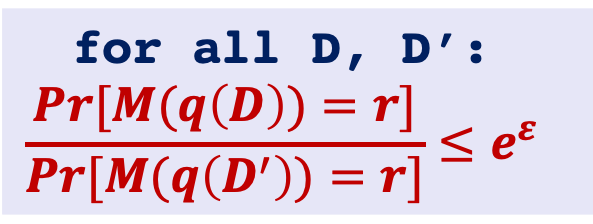 for all D, D′:
Pr[M(q(D)) = r]
≤ e^ε
Pr[M(q(D′)) = r]